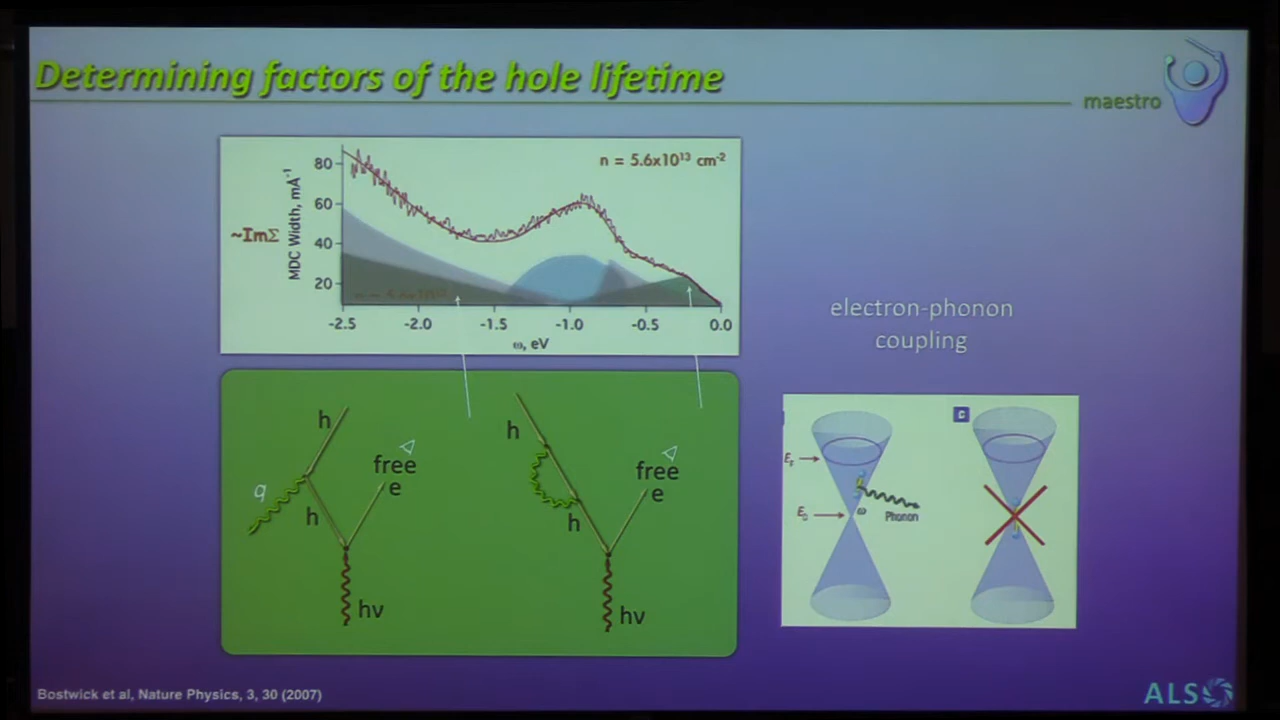 Determining factors of the hole lifetime
maestro
n = 5.6x10¹³ cm⁻²
~ImΣ
MDC Width, mÅ⁻¹
80
60
40
20
-2.5 -2.0 -1.5 -1.0 -0.5 0.0
ω, eV
electron-phonon
coupling
h
q
h
free
e
hν
h
h
free
e
hν
c
E_F
E_D
ω
Phonon
Bostwick et al, Nature Physics, 3, 30 (2007)
ALS